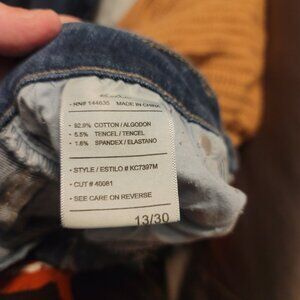 • RN# 144635 MADE IN CHINA
• 92.9% COTTON / ALGODON
• 5.5% TENCEL / TENCEL
• 1.6% SPANDEX / ELASTANO
• STYLE / ESTILO # KC7397M
• CUT # 40081
• SEE CARE ON REVERSE
13/30